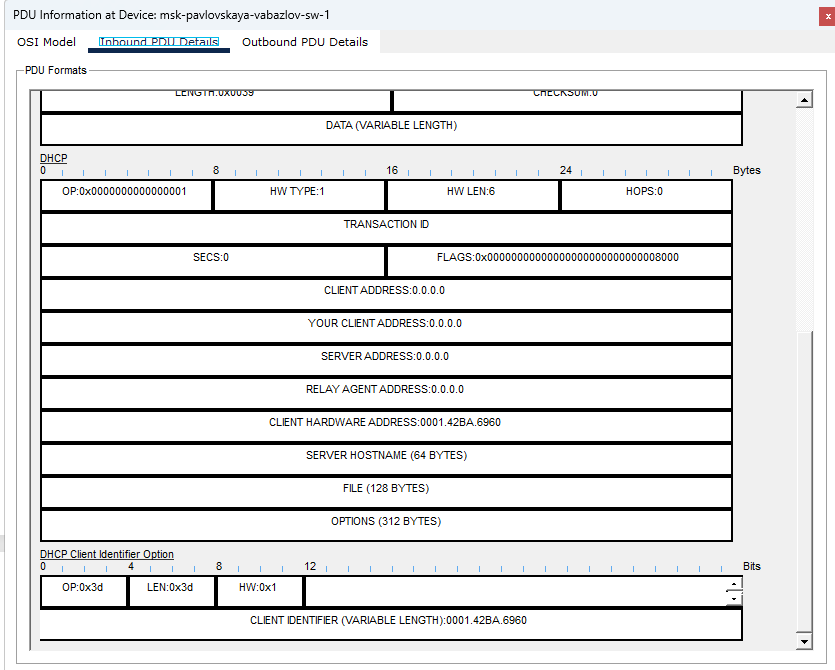 PDU Information at Device: msk-pavlovskaya-vabazlov-sw-1
x
OSI Model Inbound PDU Details Outbound PDU Details
PDU Formats
LENGTH:0x0039 CHECKSUM:0
DATA (VARIABLE LENGTH)
DHCP
0 8 16 24 Bytes
OP:0x0000000000000001 HW TYPE:1 HW LEN:6 HOPS:0
TRANSACTION ID
SECS:0 FLAGS:0x00000000000000000000000000008000
CLIENT ADDRESS:0.0.0.0
YOUR CLIENT ADDRESS:0.0.0.0
SERVER ADDRESS:0.0.0.0
RELAY AGENT ADDRESS:0.0.0.0
CLIENT HARDWARE ADDRESS:0001.42BA.6960
SERVER HOSTNAME (64 BYTES)
FILE (128 BYTES)
OPTIONS (312 BYTES)
DHCP Client Identifier Option
0 4 8 12 Bits
OP:0x3d LEN:0x3d HW:0x1
CLIENT IDENTIFIER (VARIABLE LENGTH):0001.42BA.6960